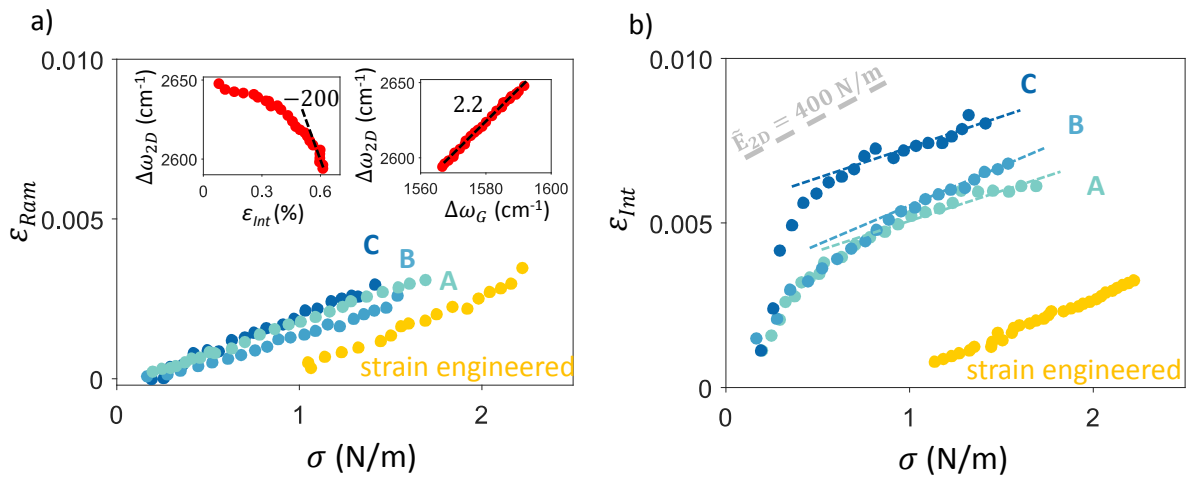 a)
0.010
0.005
0
ε_Ram
0
1
2
σ (N/m)
Δω_2D (cm⁻¹)
2650
2600
−200
0
0.3
0.6
ε_Int (%)
Δω_2D (cm⁻¹)
2650
2600
2.2
1560
1580
1600
Δω_G (cm⁻¹)
C
B
A
strain engineered
b)
0.010
0.005
0
ε_Int
0
1
2
σ (N/m)
Ē_2D = 400 N/m
C
B
A
strain engineered